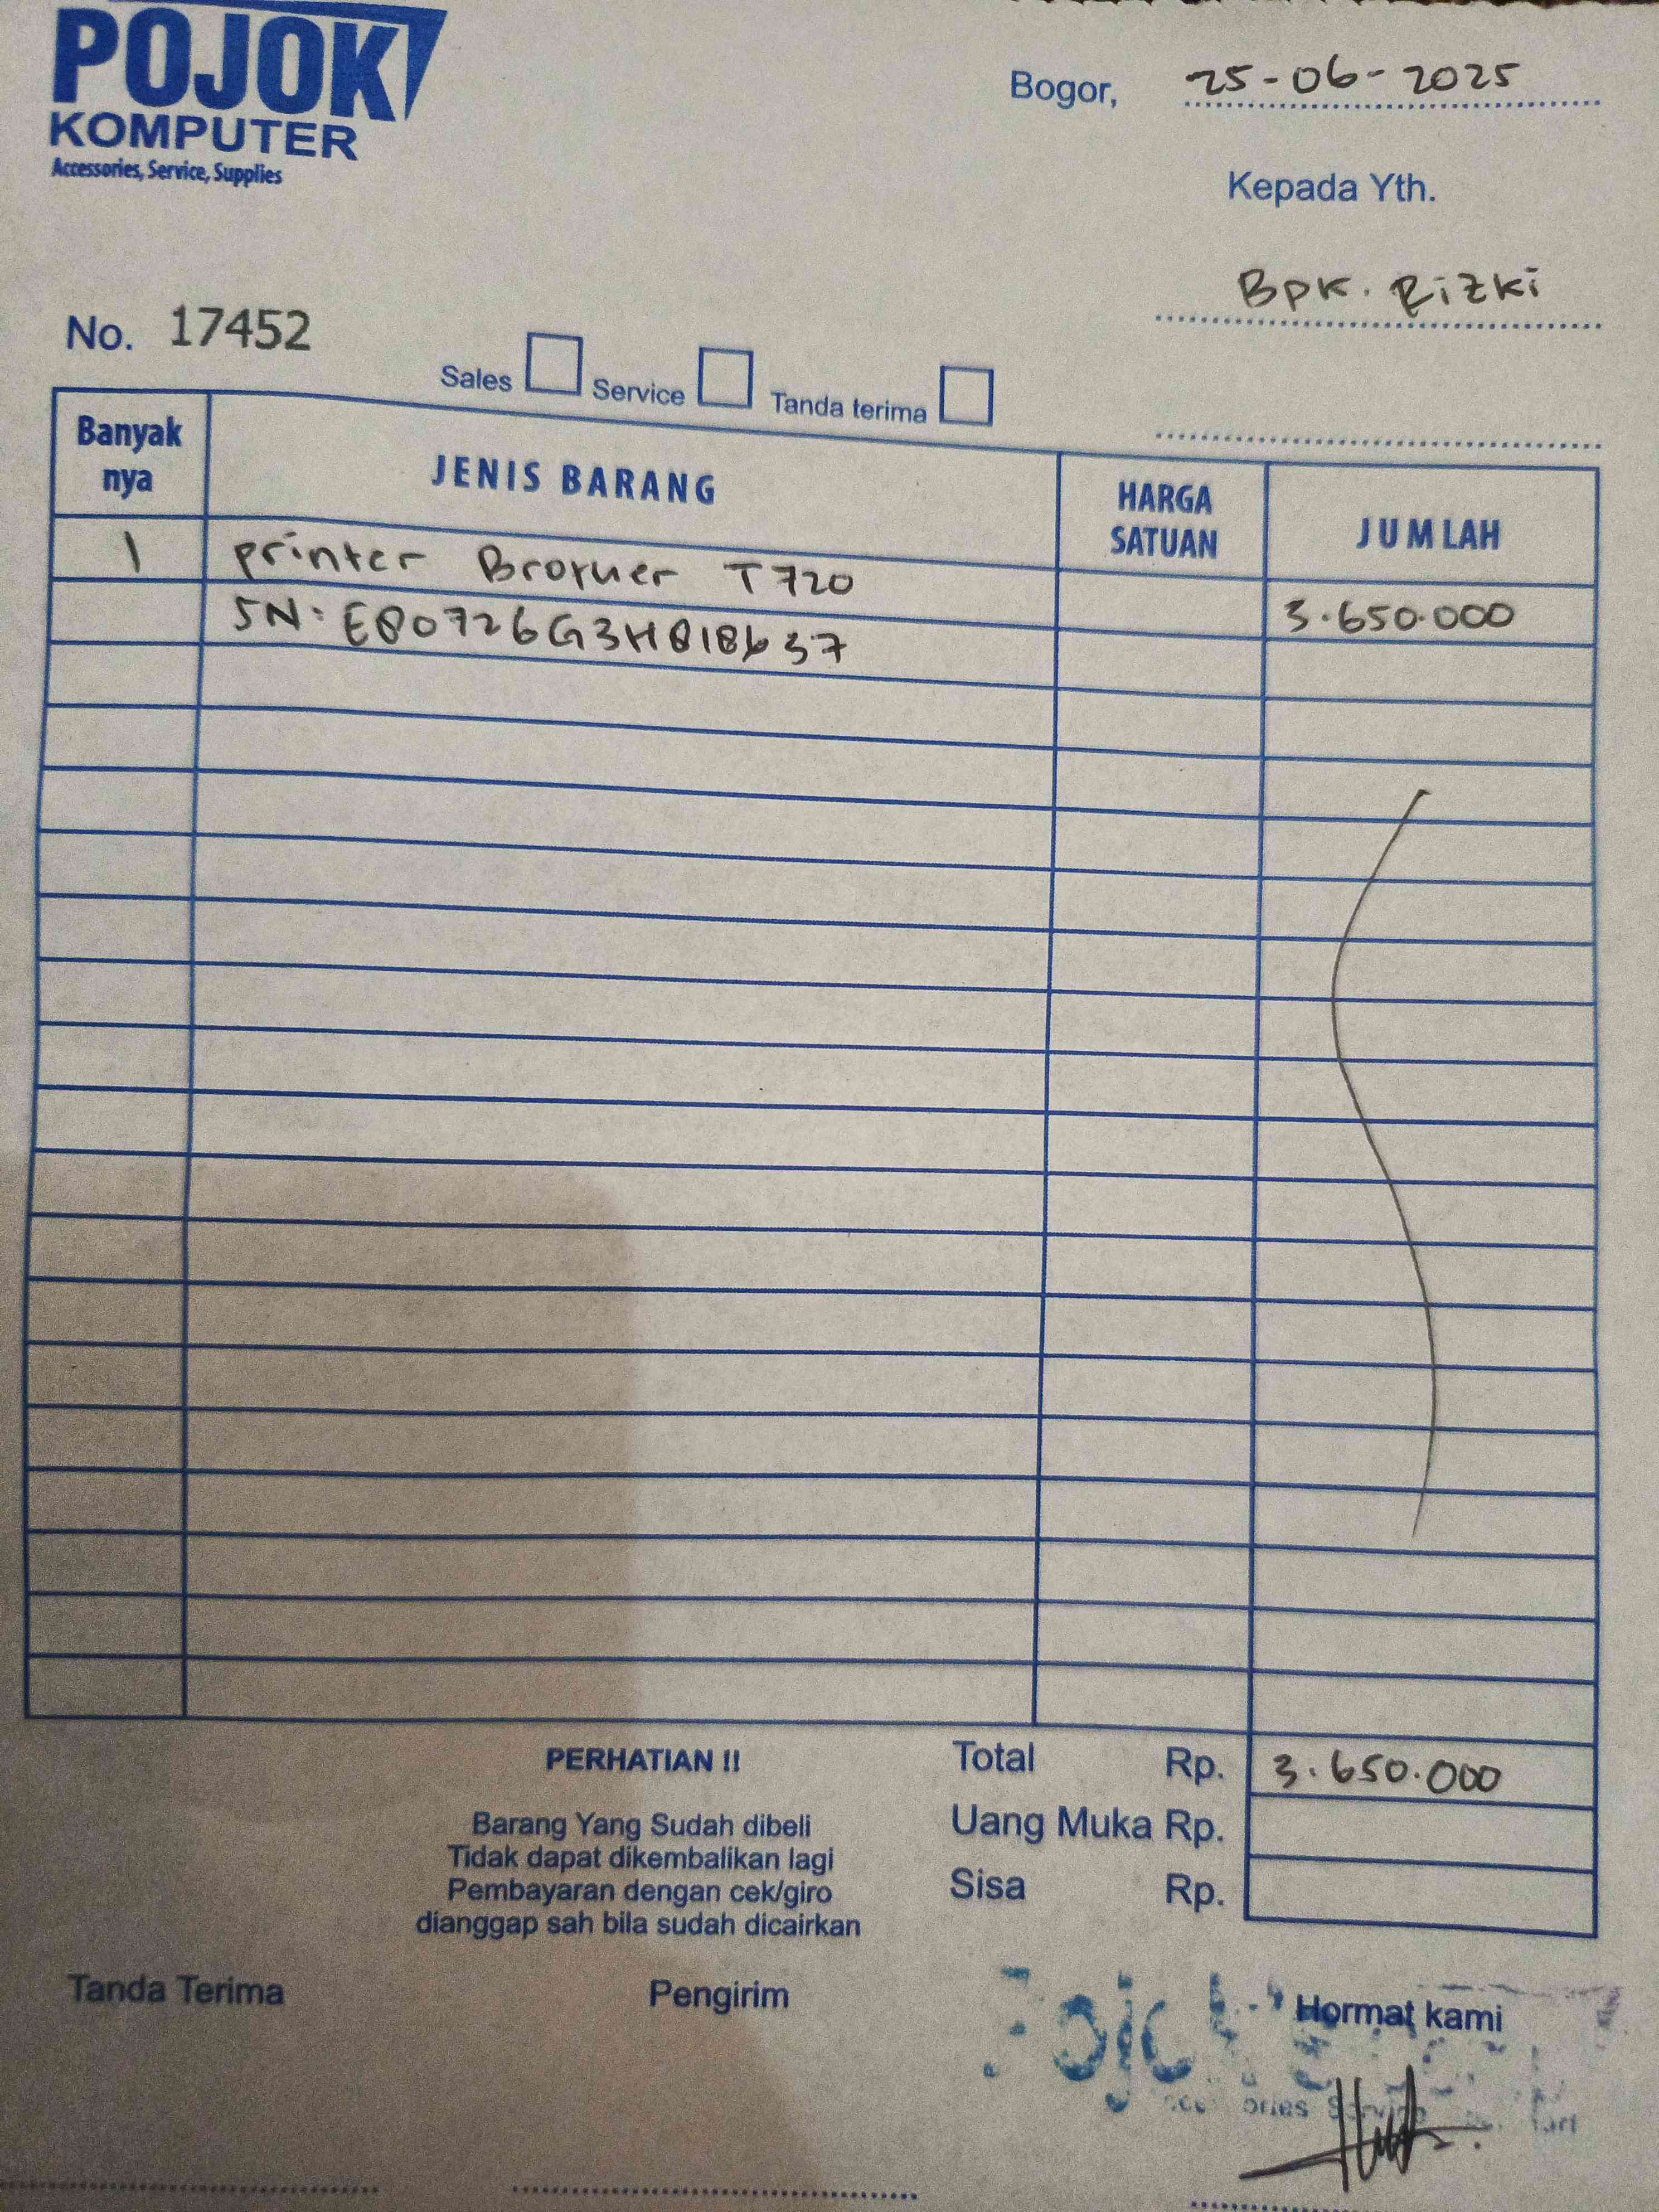 POJOK
KOMPUTER
Accessories, Service, Supplies
Bogor, 25-06-2025
Kepada Yth.
Bpk. Rizki
No. 17452
Sales Service Tanda terima
Banyak nya JENIS BARANG HARGA SATUAN JUMLAH
1 printer Brother T720 3.650.000
SN: E80726G3H818637
PERHATIAN !!
Barang Yang Sudah dibeli
Tidak dapat dikembalikan lagi
Pembayaran dengan cek/giro
dianggap sah bila sudah dicairkan
Total Rp. 3.650.000
Uang Muka Rp.
Sisa Rp.
Tanda Terima Pengirim Hormat kami